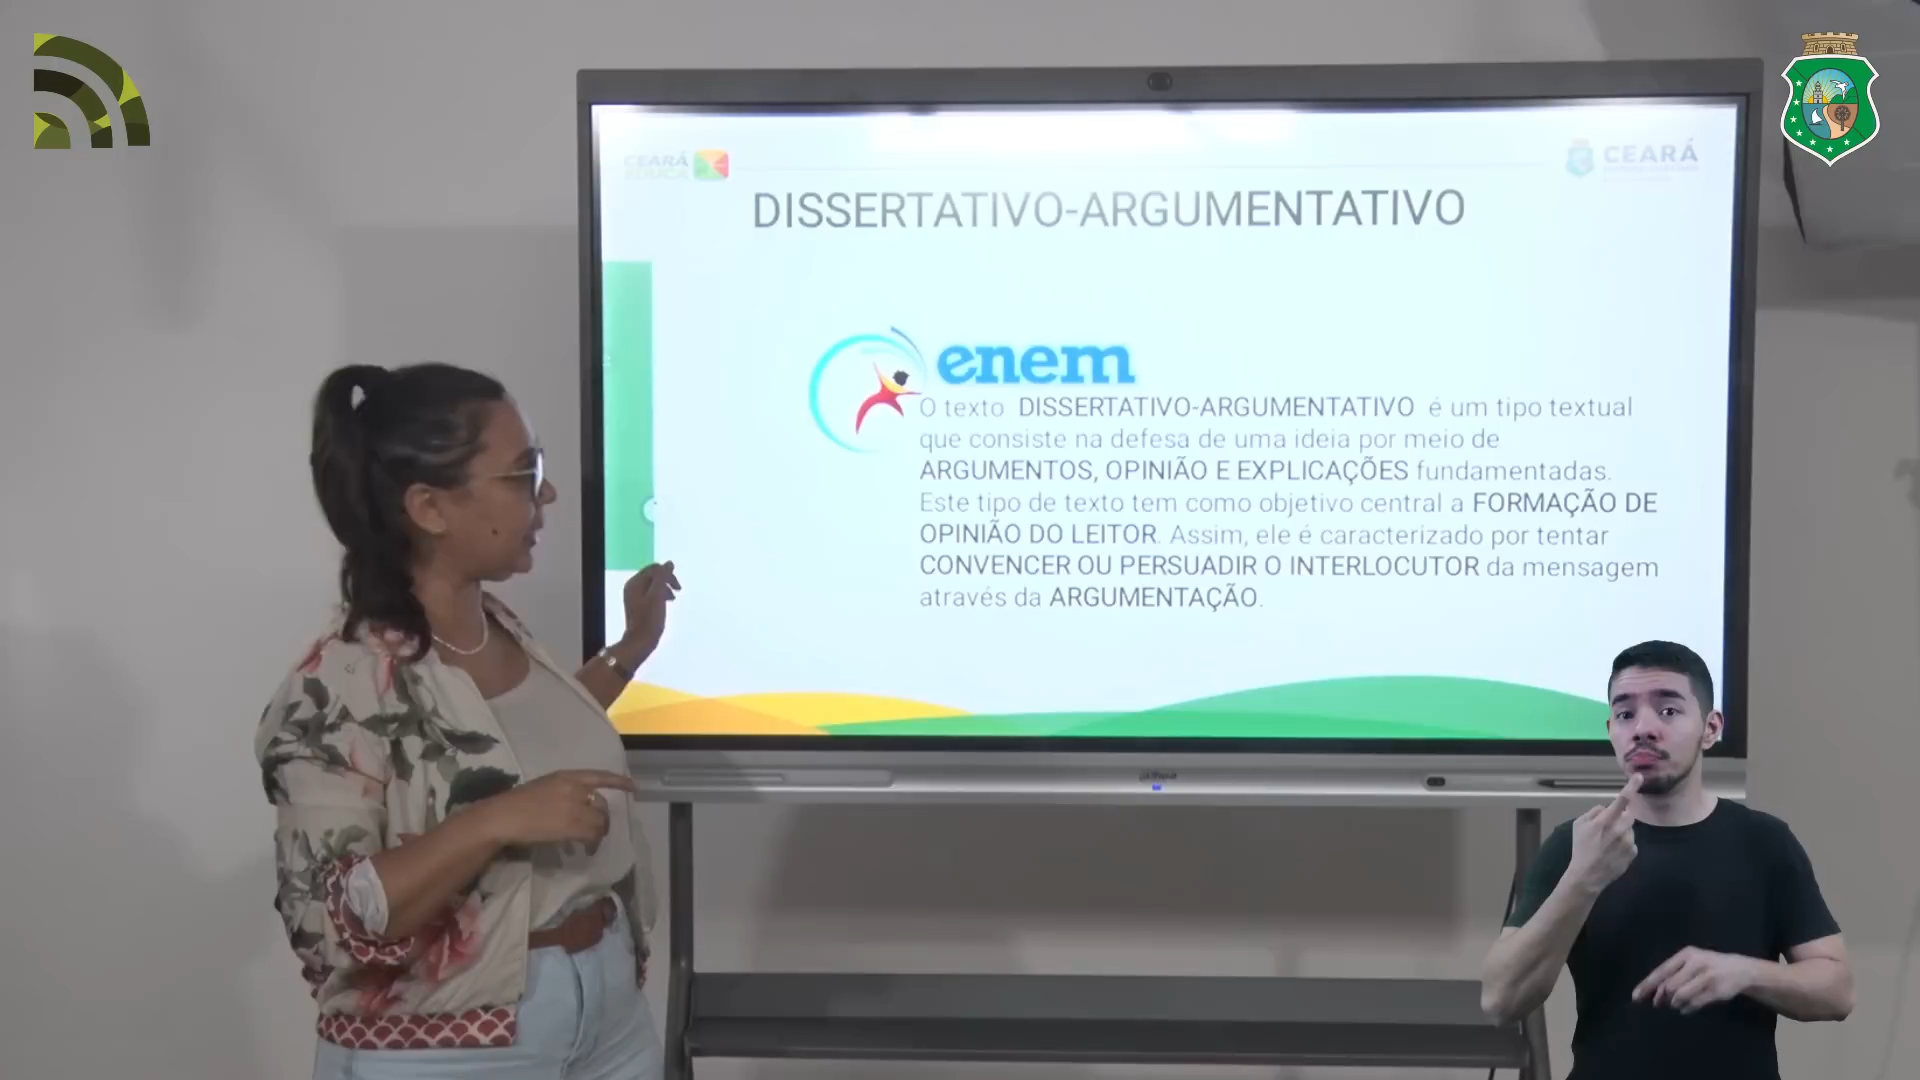 CEARÁ
EDUCA
CEARÁ
DISSERTATIVO-ARGUMENTATIVO
enem
O texto DISSERTATIVO-ARGUMENTATIVO é um tipo textual
que consiste na defesa de uma ideia por meio de
ARGUMENTOS, OPINIÃO E EXPLICAÇÕES fundamentadas.
Este tipo de texto tem como objetivo central a FORMAÇÃO DE
OPINIÃO DO LEITOR. Assim, ele é caracterizado por tentar
CONVENCER OU PERSUADIR O INTERLOCUTOR da mensagem
através da ARGUMENTAÇÃO.